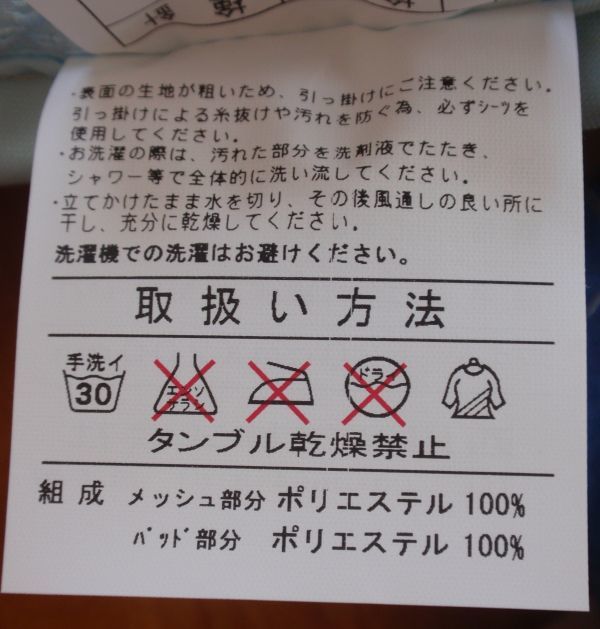 ・表面の生地が粗いため、引っ掛けにご注意ください。
引っ掛けによる糸抜けや汚れを防ぐ為、必ずシーツを
使用してください。
・お洗濯の際は、汚れた部分を洗剤液でたたき、
シャワー等で全体的に洗い流してください。
・立てかけたまま水を切り、その後風通しの良い所に
干し、充分に乾燥してください。
洗濯機での洗濯はお避けください。
取扱い方法
手洗イ
30
エンソ
サラシ
ドライ
タンブル乾燥禁止
組成 メッシュ部分 ポリエステル 100%
パッド部分 ポリエステル 100%